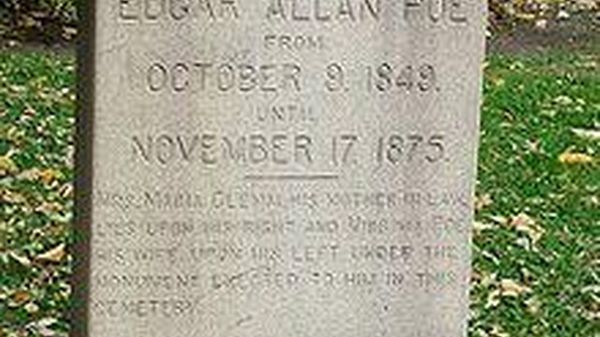 EDGAR ALLAN POE
FROM
OCTOBER 9. 1849.
UNTIL
NOVEMBER 17. 1875.
MRS. MARIA CLEMM, HIS MOTHER IN LAW,
LIES UPON HIS RIGHT AND VIRGINIA POE
HIS WIFE, UPON HIS LEFT. UNDER THE
MONUMENT ERECTED TO HIM IN THIS
CEMETERY.